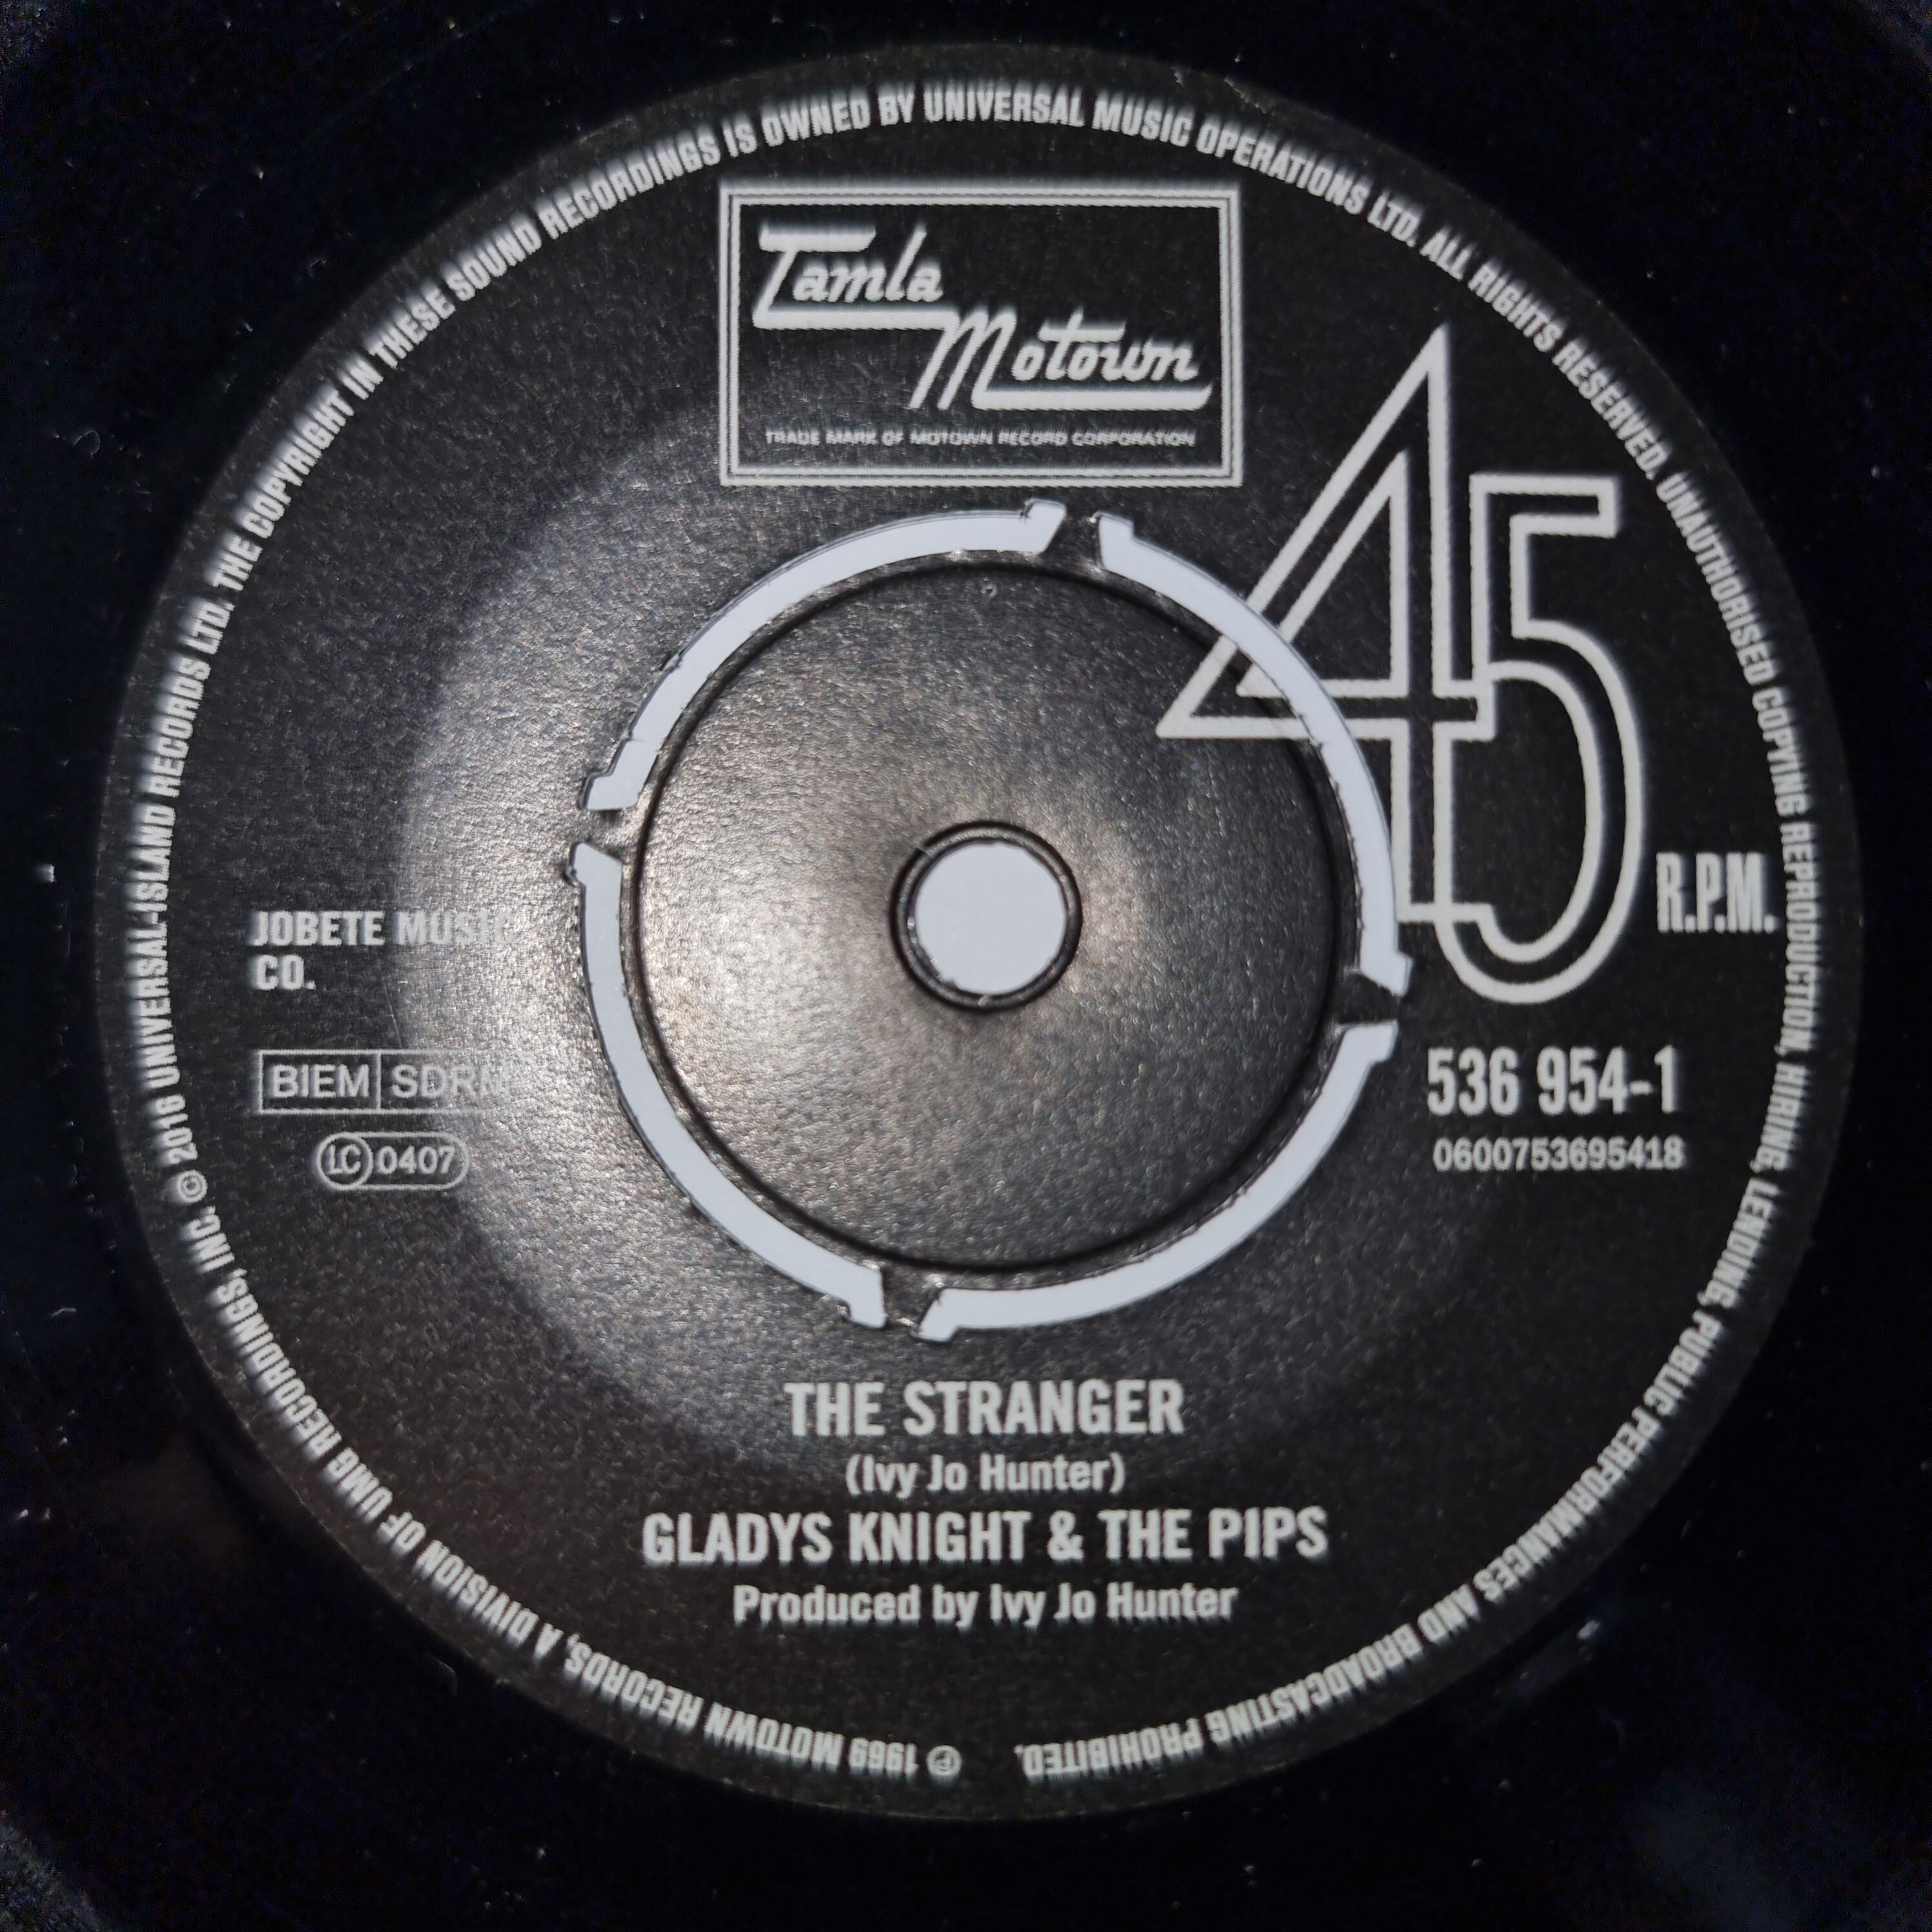 ℗ 1969 MOTOWN RECORDS, A DIVISION OF UMG RECORDINGS, INC. © 2016 UNIVERSAL-ISLAND RECORDS LTD. THE COPYRIGHT IN THESE SOUND RECORDINGS IS OWNED BY UNIVERSAL MUSIC OPERATIONS LTD. ALL RIGHTS RESERVED. UNAUTHORISED COPYING REPRODUCTION, HIRING, LENDING, PUBLIC PERFORMANCES AND BROADCASTING PROHIBITED.
Tamla
Motown
TRADE MARK OF MOTOWN RECORD CORPORATION
45
R.P.M.
JOBETE MUSIC
CO.
BIEM SDRM
LC 0407
536 954-1
0600753695418
THE STRANGER
(Ivy Jo Hunter)
GLADYS KNIGHT & THE PIPS
Produced by Ivy Jo Hunter